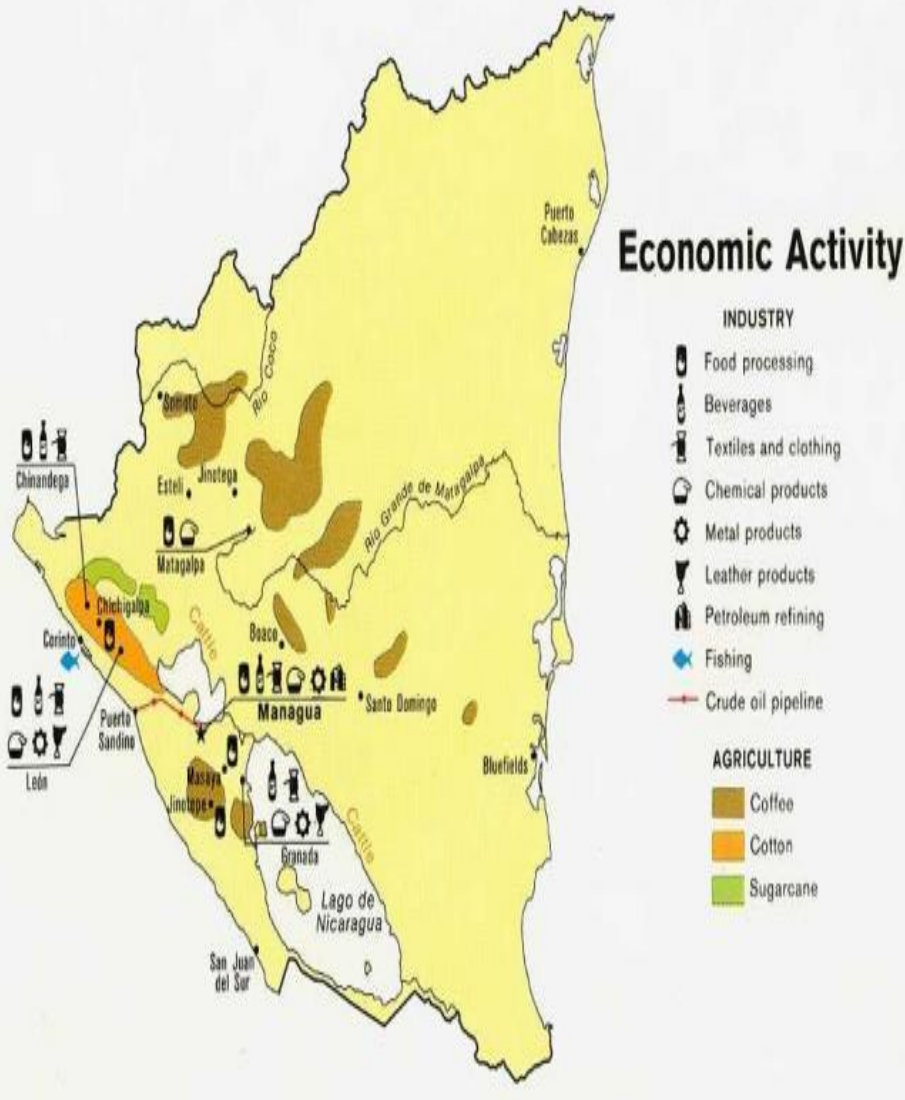 Economic Activity
INDUSTRY
Food processing
Beverages
Textiles and clothing
Chemical products
Metal products
Leather products
Petroleum refining
Fishing
Crude oil pipeline
AGRICULTURE
Coffee
Cotton
Sugarcane
Puerto
Cabezas
Río Coco
Somoto
Chinandega
Estelí
Jinotega
Río Grande de Matagalpa
Matagalpa
Chichigalpa
Cattle
Boaco
Corinto
Managua
Santo Domingo
Puerto
Sandino
León
Masaya
Bluefields
Jinotepe
Cattle
Granada
Lago de
Nicaragua
San Juan
del Sur